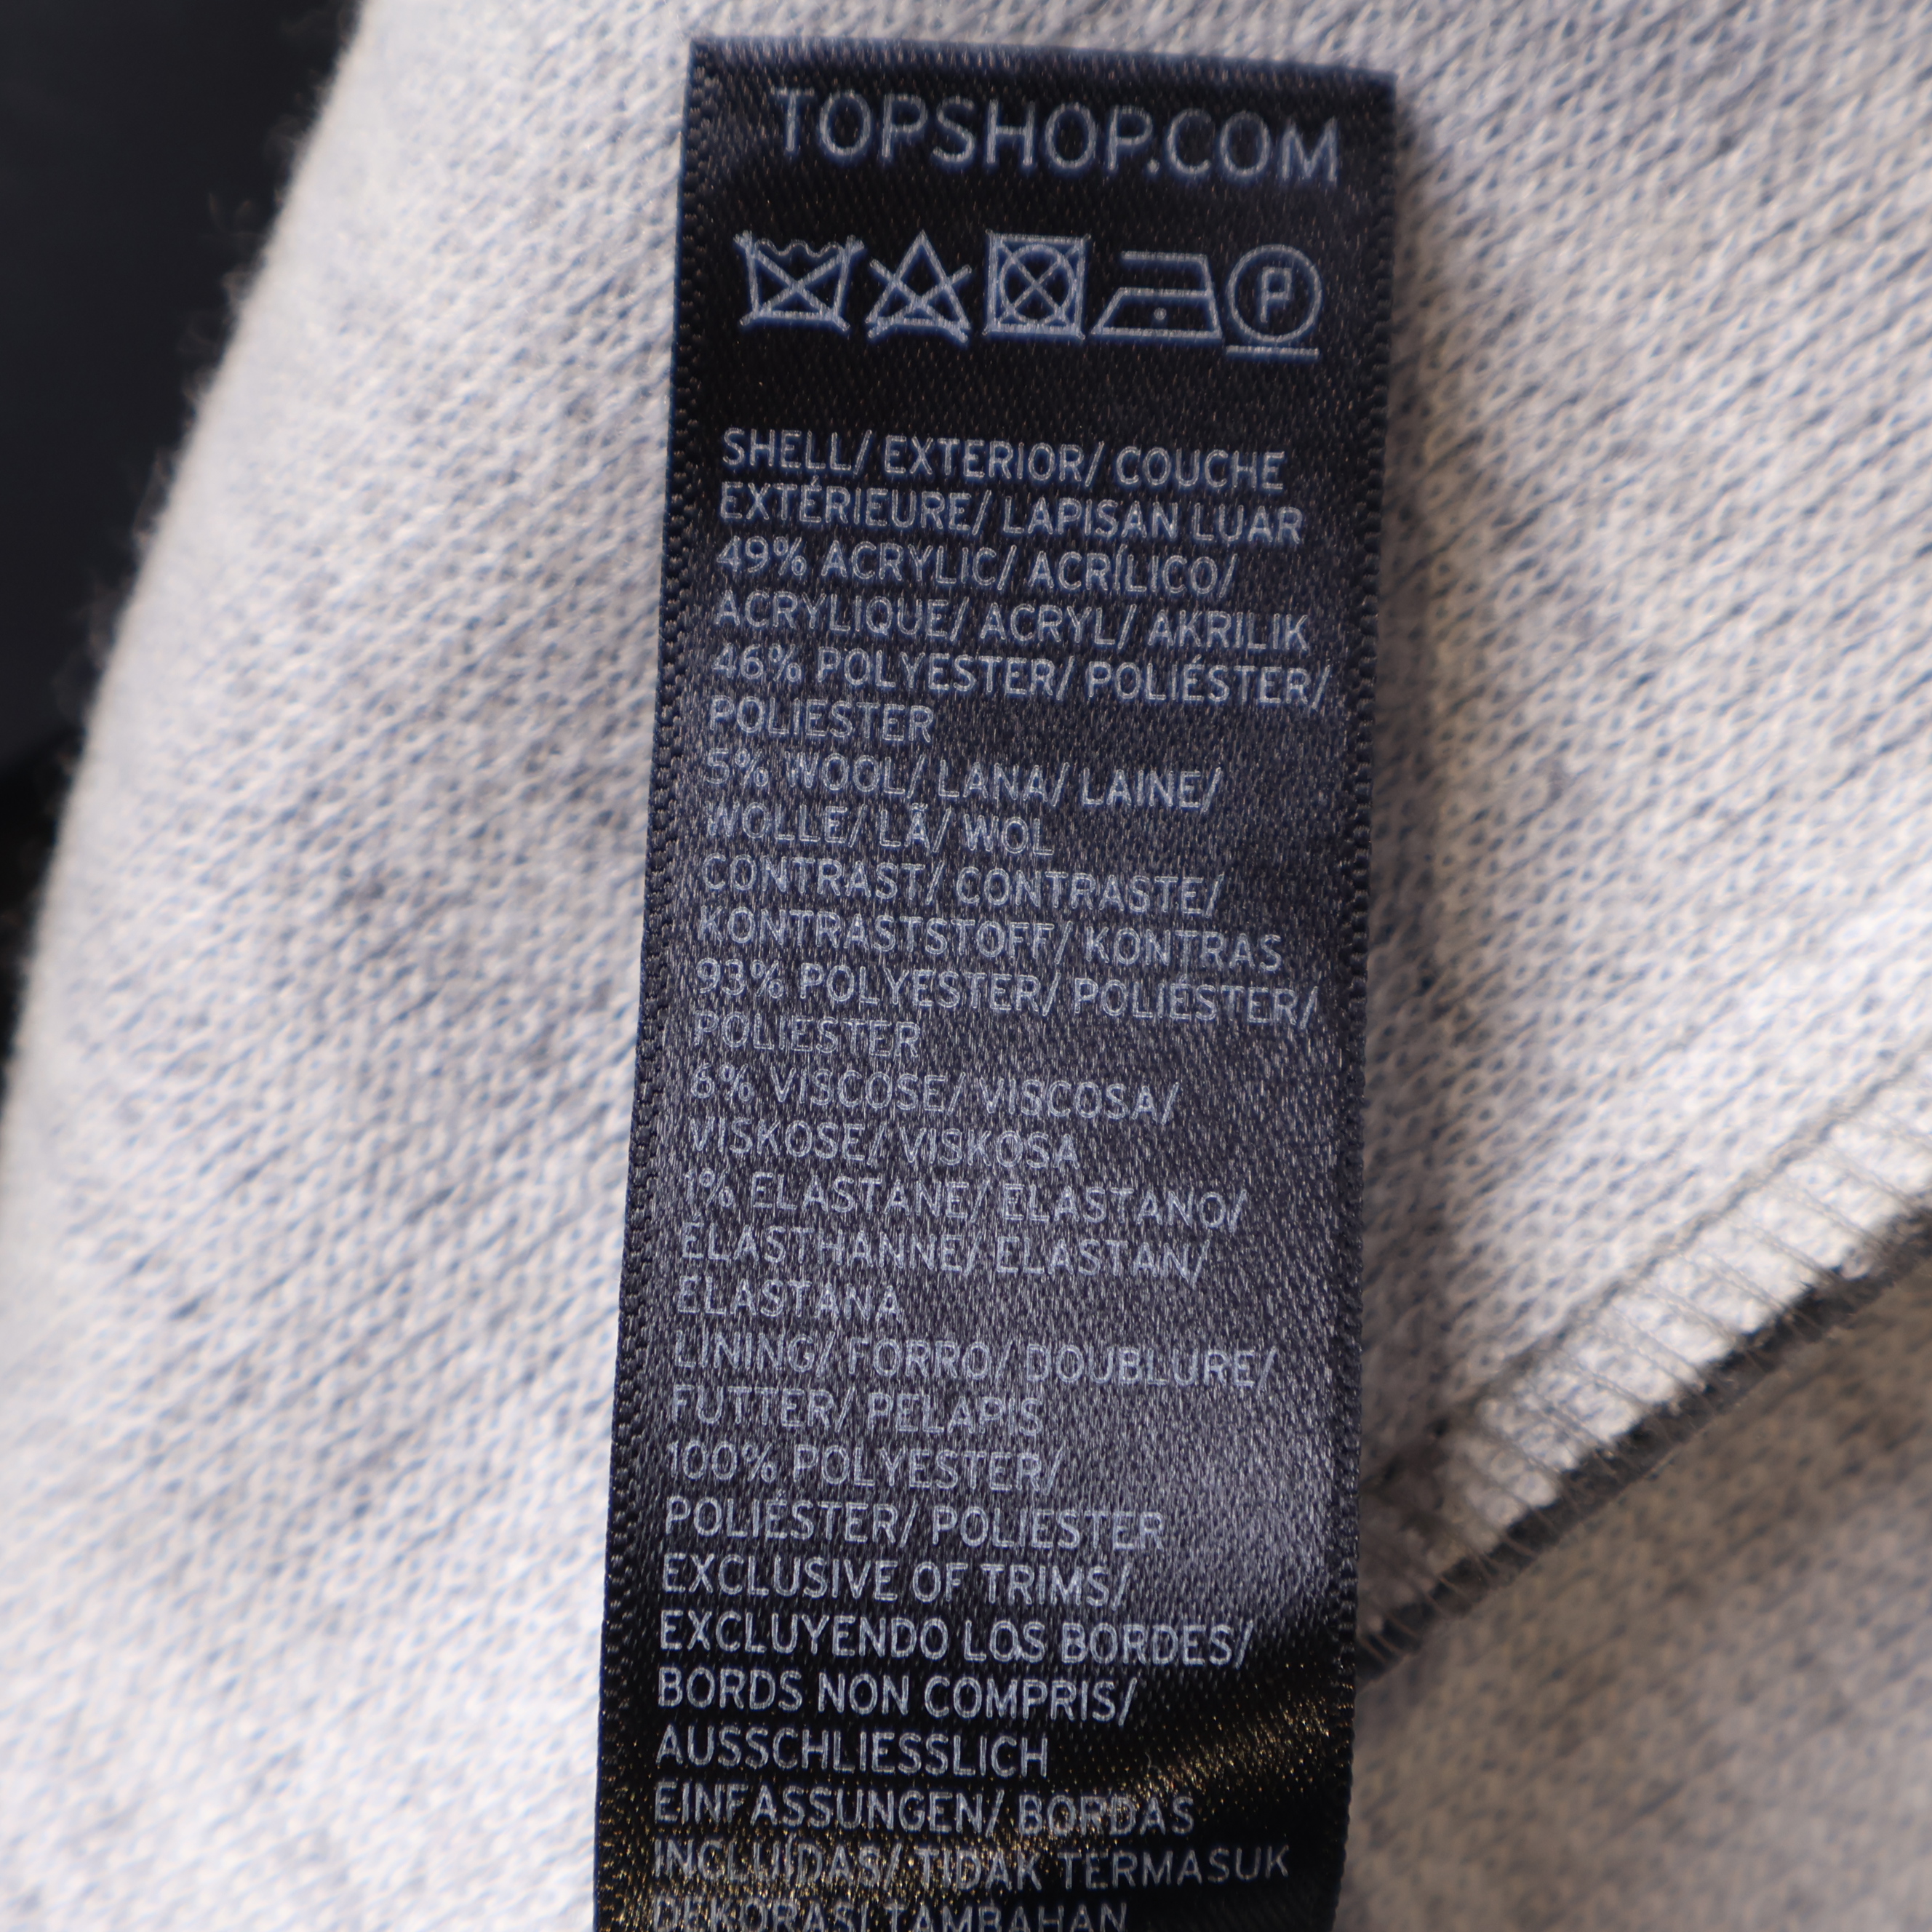 TOPSHOP.COM
P
SHELL/ EXTERIOR/ COUCHE
EXTÉRIEURE/ LAPISAN LUAR
49% ACRYLIC/ ACRÍLICO/
ACRYLIQUE/ ACRYL/ AKRILIK
46% POLYESTER/ POLIÉSTER/
POLIESTER
5% WOOL/ LANA/ LAINE/
WOLLE/ LÃ/ WOL
CONTRAST/ CONTRASTE/
KONTRASTSTOFF/ KONTRAS
93% POLYESTER/ POLIÉSTER/
POLIESTER
6% VISCOSE/ VISCOSA/
VISKOSE/ VISKOSA
1% ELASTANE/ ELASTANO/
ÉLASTHANNE/ ELASTAN/
ELASTANA
LINING/ FORRO/ DOUBLURE/
FUTTER/ PELAPIS
100% POLYESTER/
POLIÉSTER/ POLIESTER
EXCLUSIVE OF TRIMS/
EXCLUYENDO LOS BORDES/
BORDS NON COMPRIS/
AUSSCHLIESSLICH
EINFASSUNGEN/ BORDAS
INCLUÍDAS/ TIDAK TERMASUK
DEKORASI TAMBAHAN